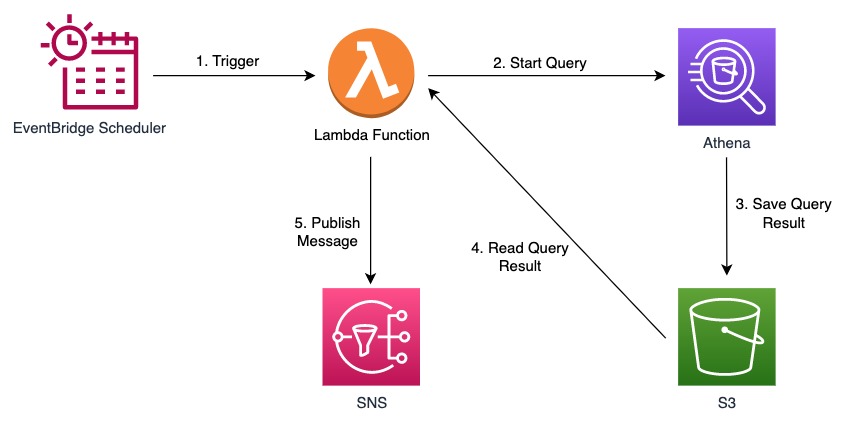 1. Trigger
2. Start Query
EventBridge Scheduler
Lambda Function
Athena
3. Save Query
Result
5. Publish
Message
4. Read Query
Result
SNS
S3